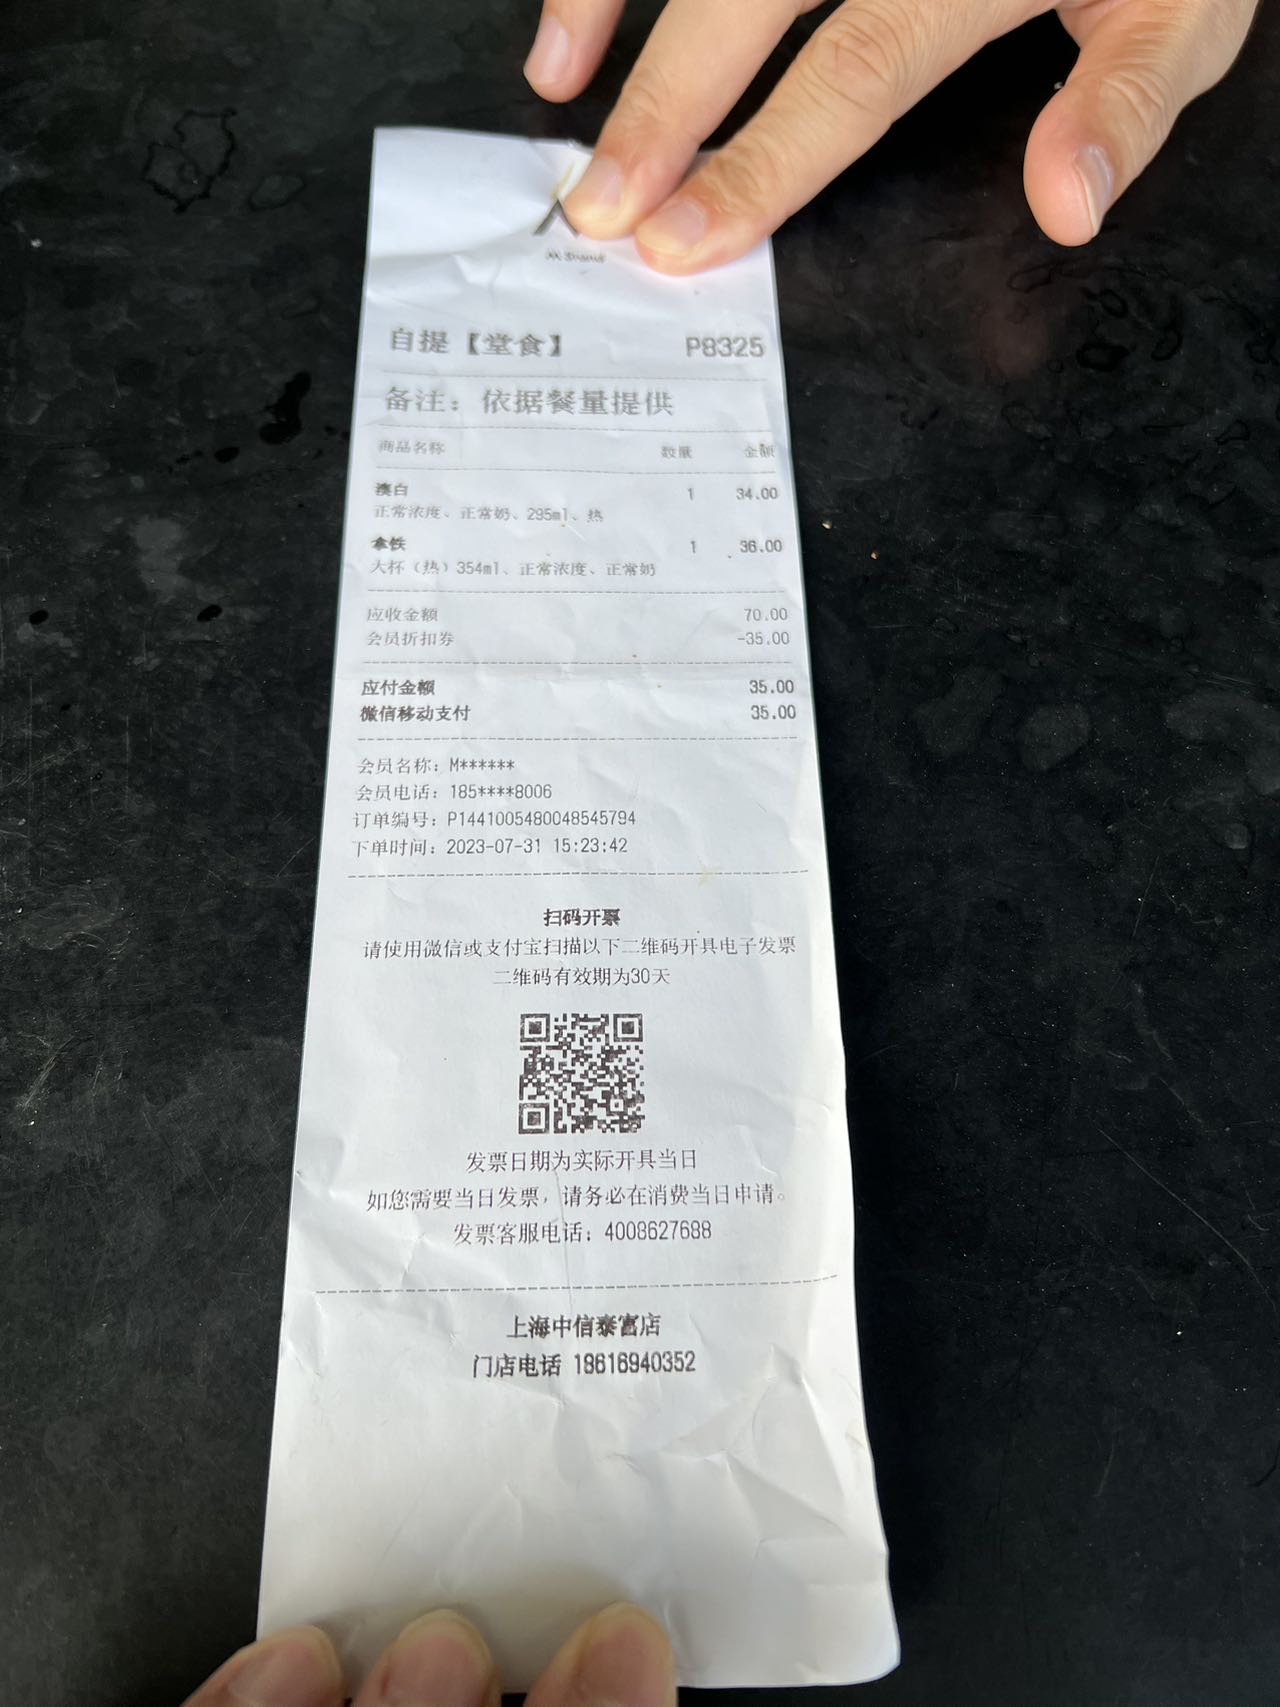 M Stand
自提【堂食】 P8325
备注：依据餐量提供
商品名称 数量 金额
澳白 1 34.00
正常浓度、正常奶、295ml、热
拿铁 1 36.00
大杯（热）354ml、正常浓度、正常奶
应收金额 70.00
会员折扣券 -35.00
应付金额 35.00
微信移动支付 35.00
会员名称：M******
会员电话：185****8006
订单编号：P1441005480048545794
下单时间：2023-07-31 15:23:42
扫码开票
请使用微信或支付宝扫描以下二维码开具电子发票
二维码有效期为30天
发票日期为实际开具当日
如您需要当日发票，请务必在消费当日申请。
发票客服电话：4008627688
上海中信泰富店
门店电话 18616940352